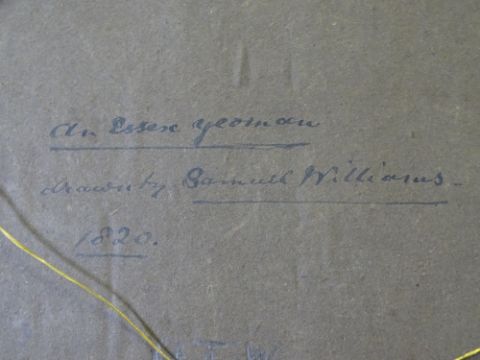 An Essex yeoman
drawn by Samuel Williams -
1820.